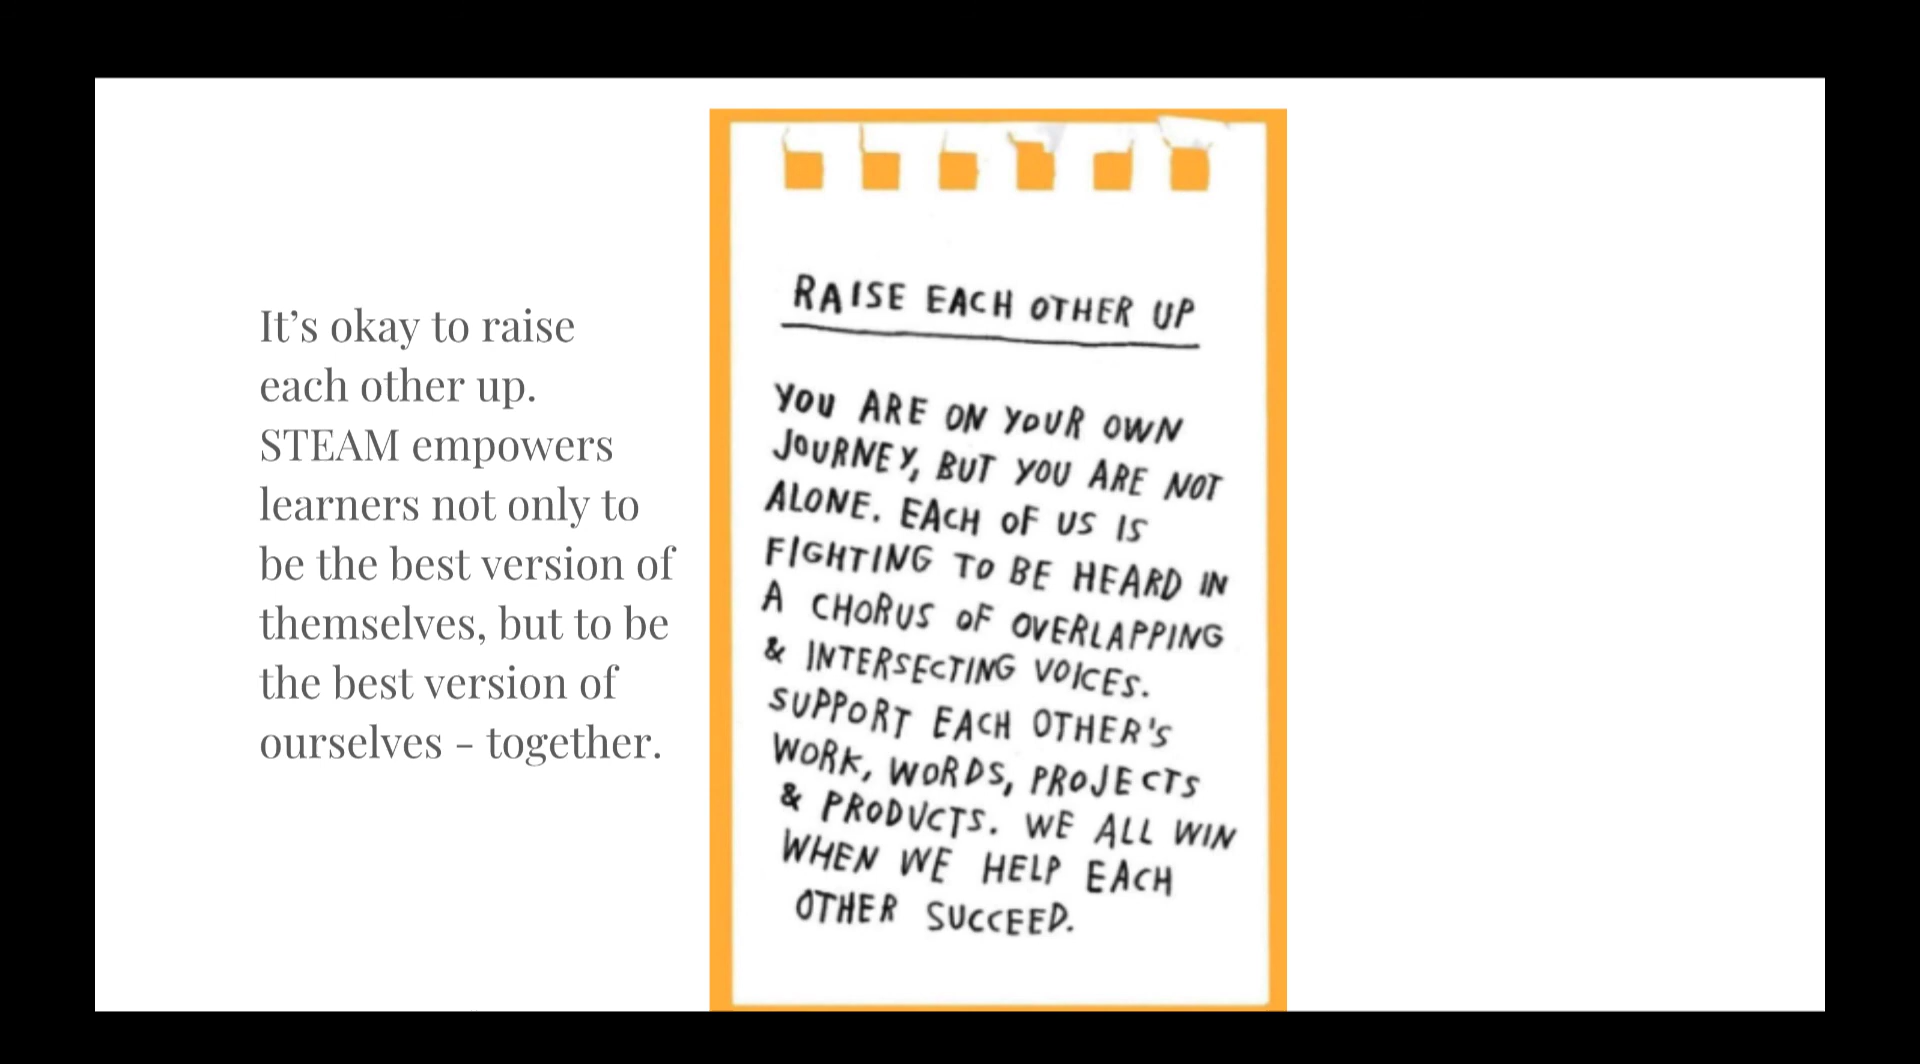 It’s okay to raise
each other up.
STEAM empowers
learners not only to
be the best version of
themselves, but to be
the best version of
ourselves - together.
RAISE EACH OTHER UP
YOU ARE ON YOUR OWN
JOURNEY, BUT YOU ARE NOT
ALONE. EACH OF US IS
FIGHTING TO BE HEARD IN
A CHORUS OF OVERLAPPING
& INTERSECTING VOICES.
SUPPORT EACH OTHER'S
WORK, WORDS, PROJECTS
& PRODUCTS. WE ALL WIN
WHEN WE HELP EACH
OTHER SUCCEED.